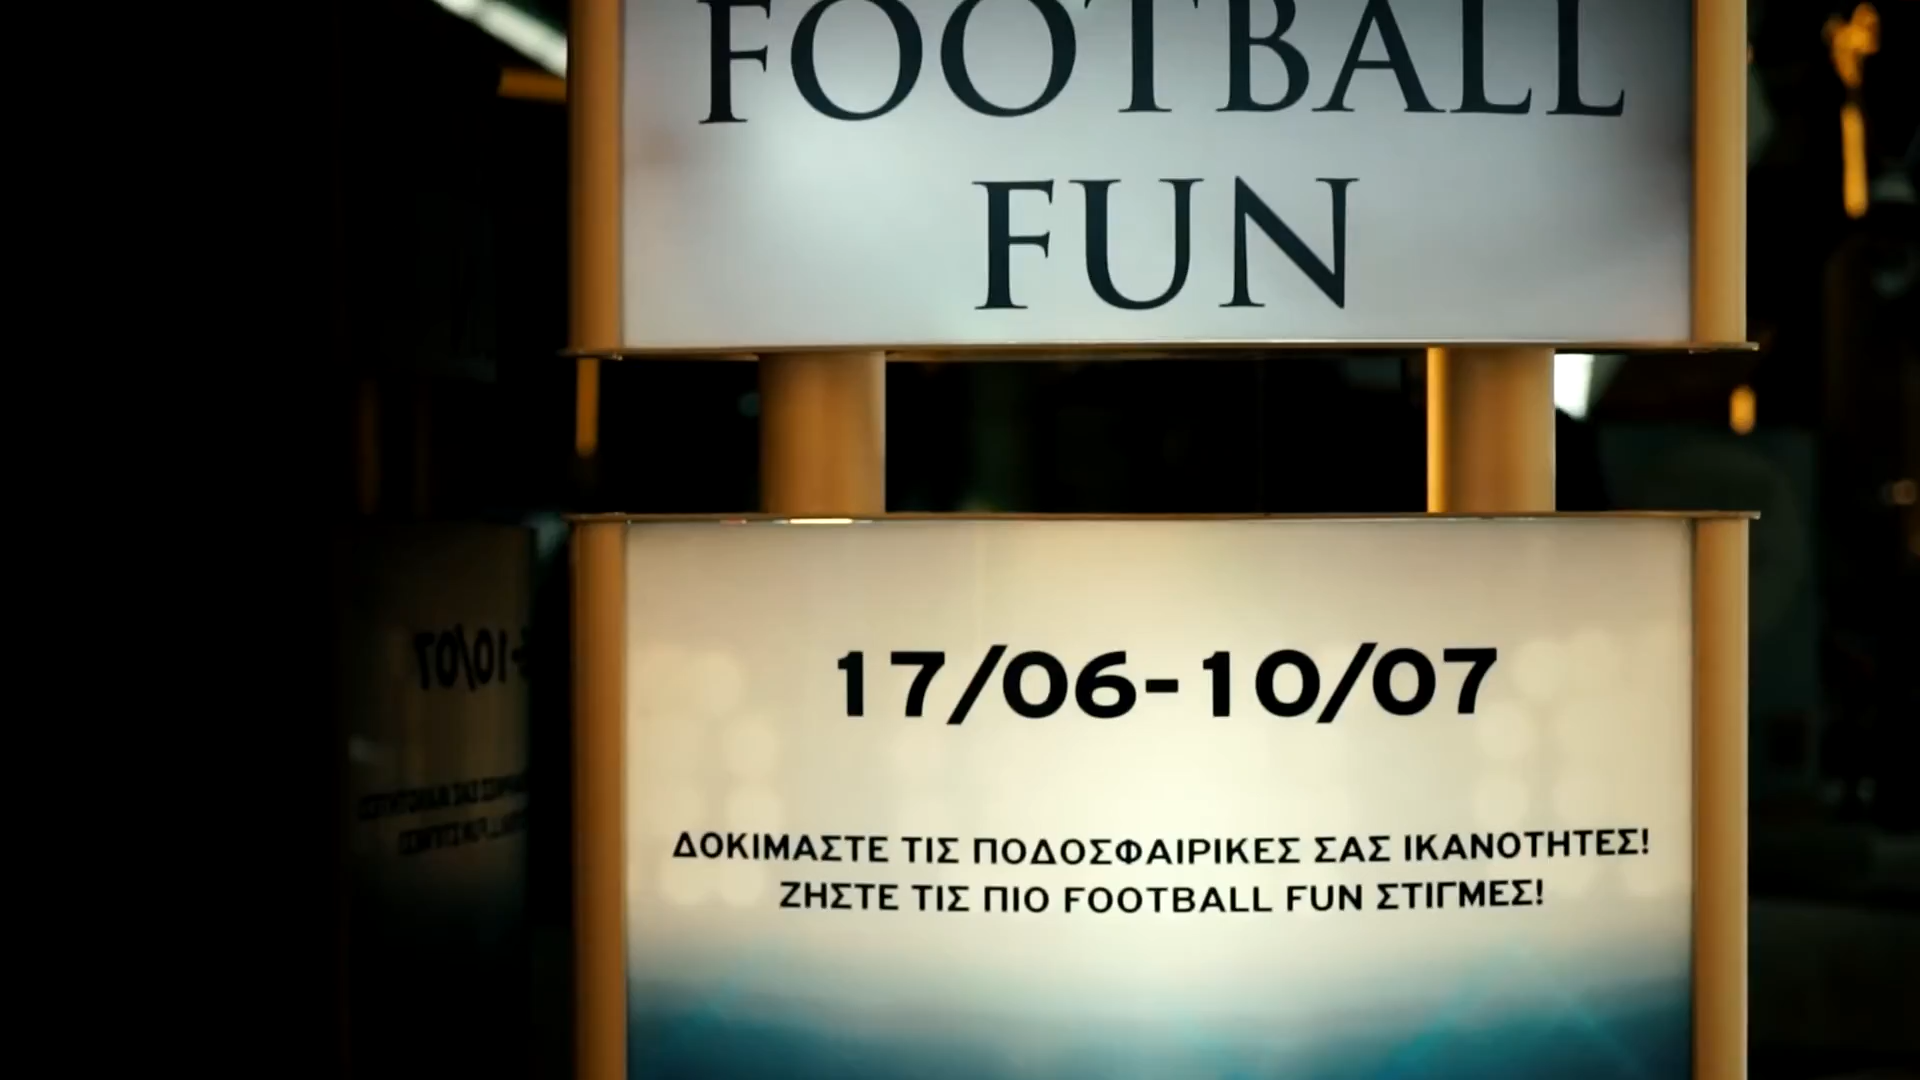 FOOTBALL
FUN
17/06-10/07
ΔΟΚΙΜΑΣΤΕ ΤΙΣ ΠΟΔΟΣΦΑΙΡΙΚΕΣ ΣΑΣ ΙΚΑΝΟΤΗΤΕΣ!
ΖΗΣΤΕ ΤΙΣ ΠΙΟ FOOTBALL FUN ΣΤΙΓΜΕΣ!